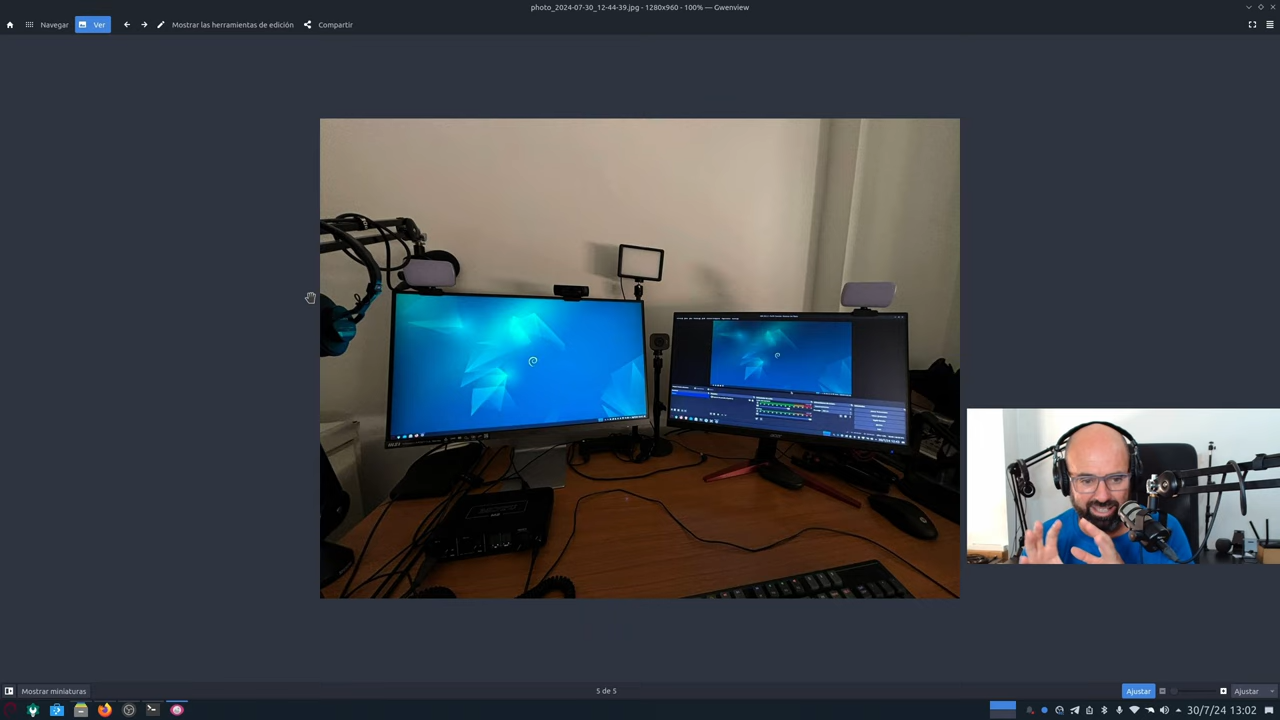 photo_2024-07-30_12-44-39.jpg - 1280x960 - 100% — Gwenview
Navegar
Ver
Mostrar las herramientas de edición
Compartir
Mostrar miniaturas
5 de 5
Ajustar
Ajustar
30/7/24 13:02